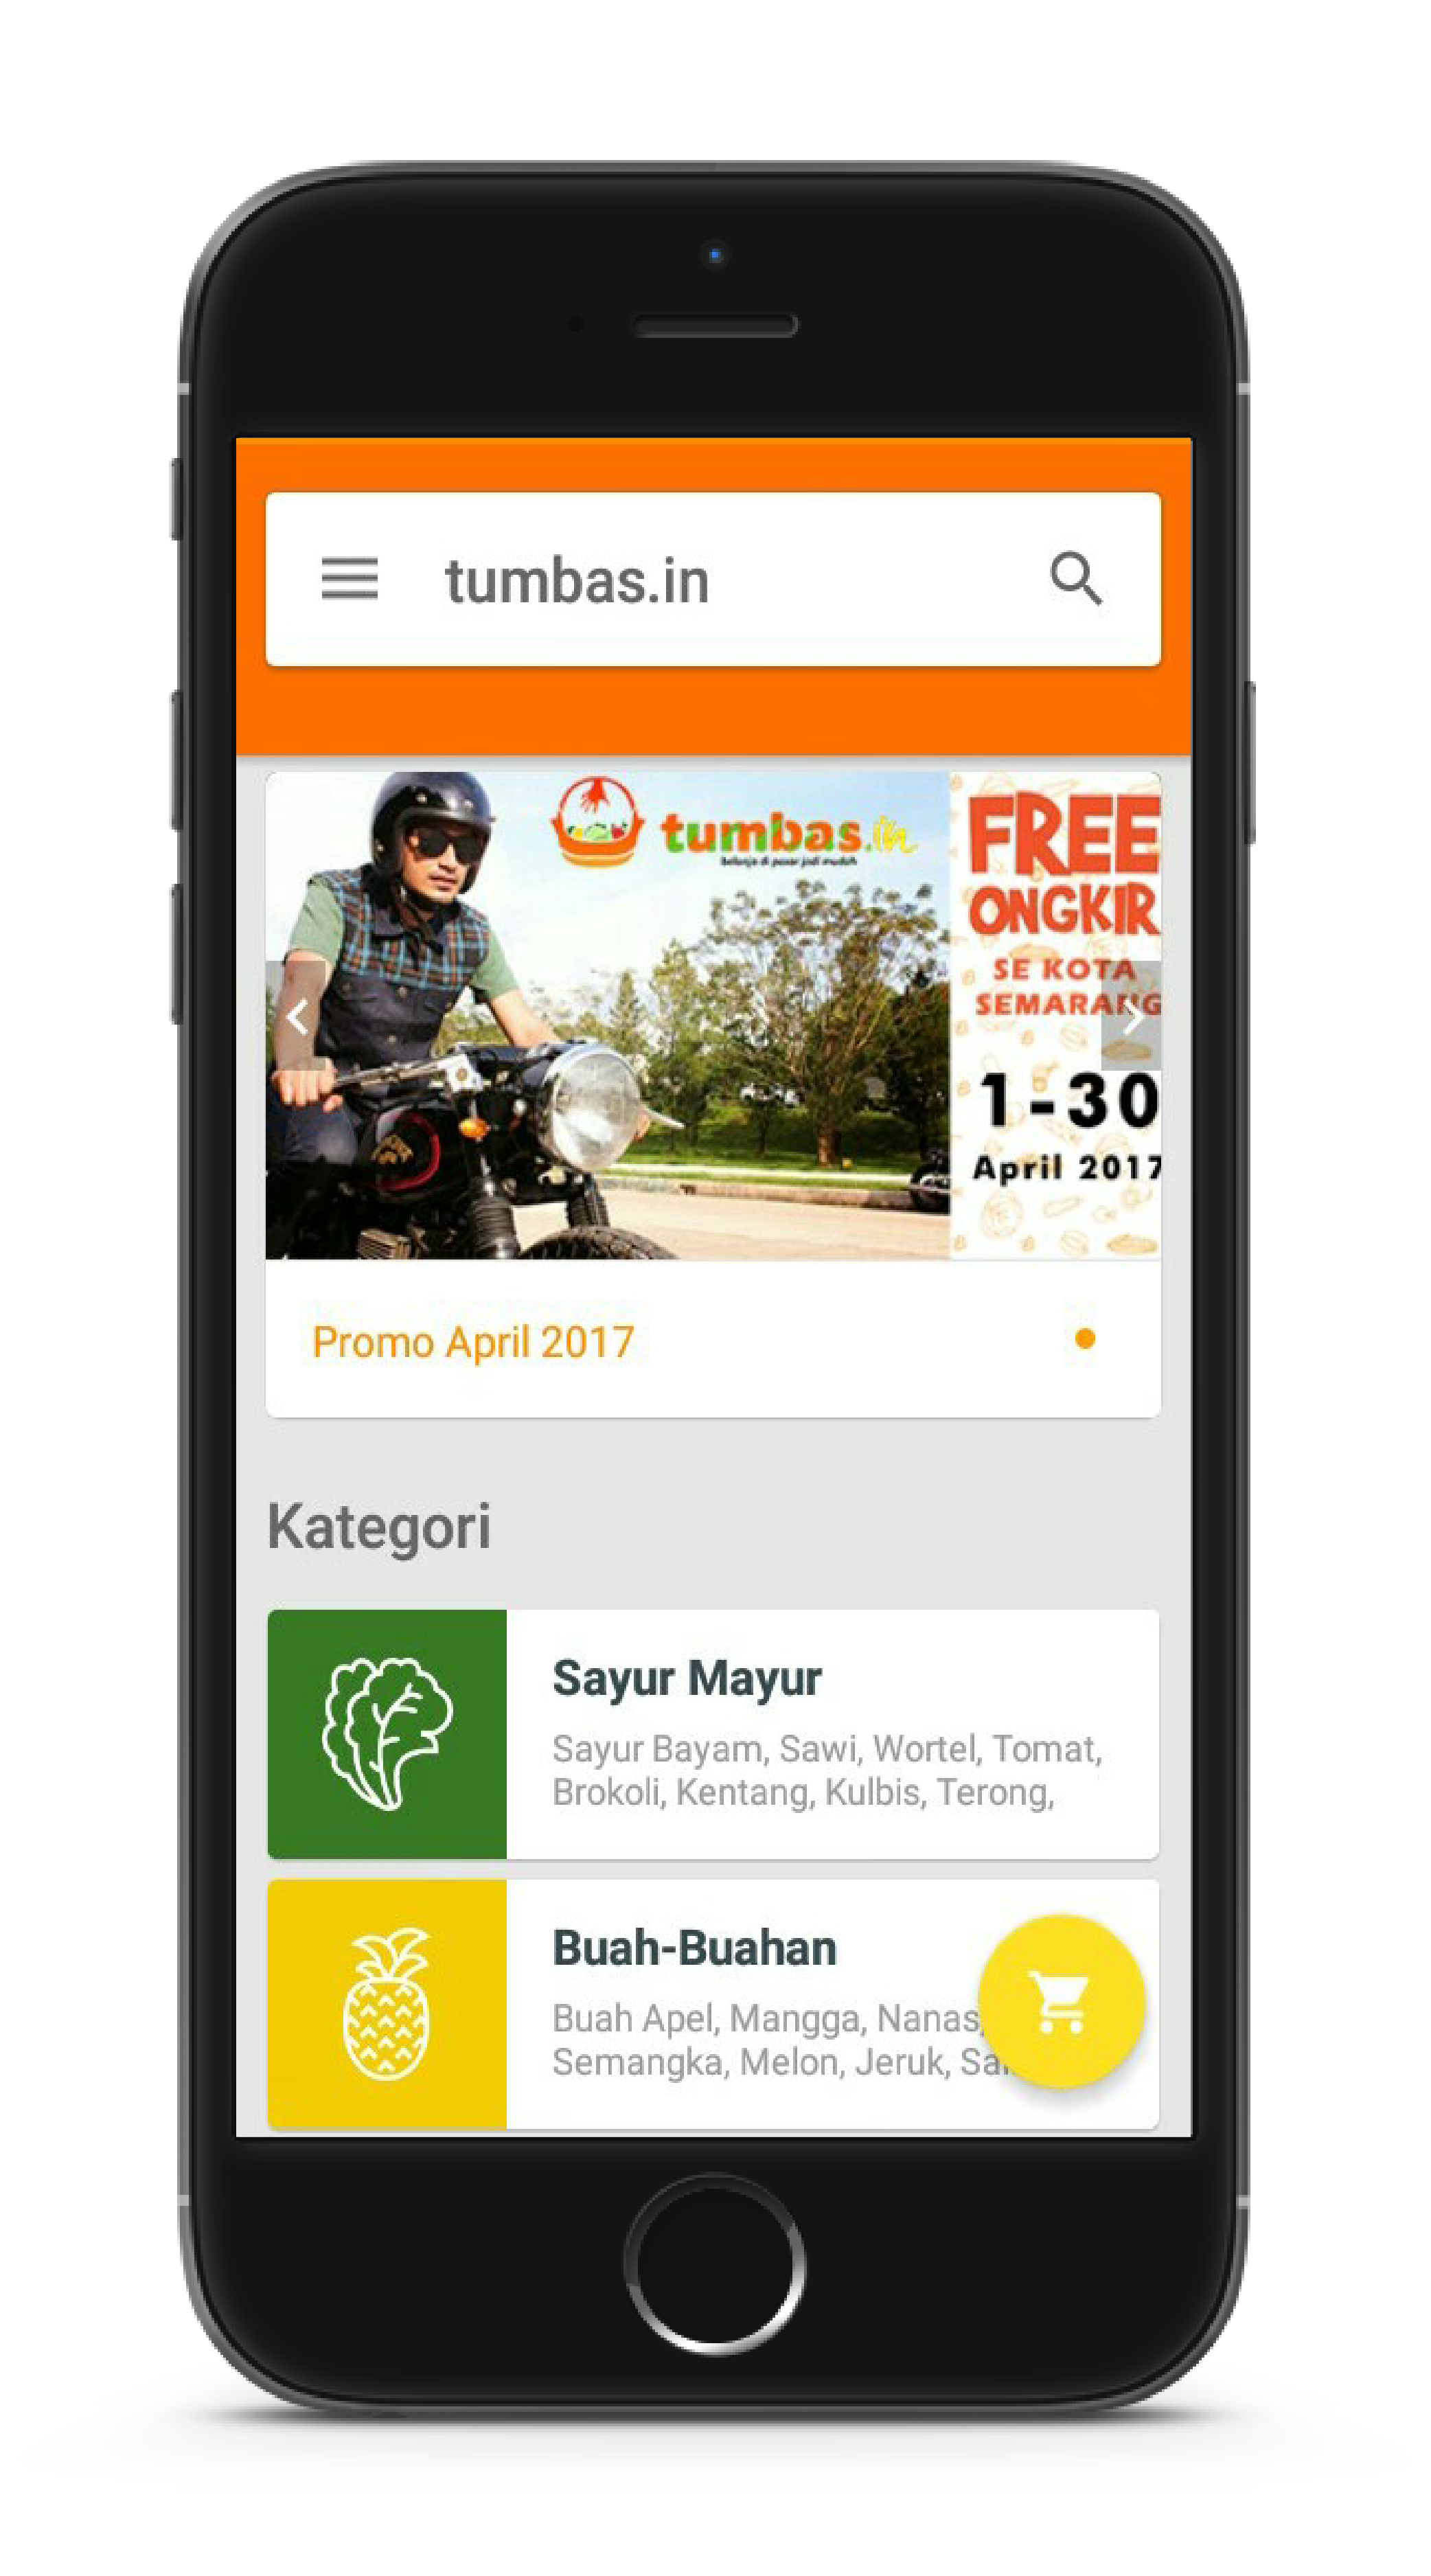 tumbas.in
tumbas.in
belanja di pasar jadi mudah
FREE
ONGKIR
SE KOTA
SEMARANG
1-30
April 2017
Promo April 2017
Kategori
Sayur Mayur
Sayur Bayam, Sawi, Wortel, Tomat,
Brokoli, Kentang, Kulbis, Terong,
Buah-Buahan
Buah Apel, Mangga, Nanas,
Semangka, Melon, Jeruk,